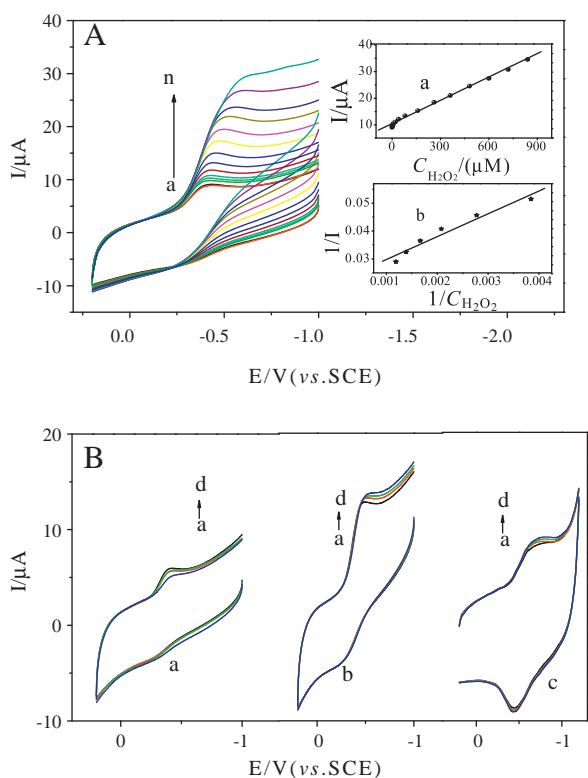 A
n
a
I/μA
40
30
20
10
0
-10
0.0 -0.5 -1.0 -1.5 -2.0
E/V(vs.SCE)
a
I/μA
40
30
20
10
0 300 600 900
C H₂O₂/(μM)
b
1/I
0.05
0.04
0.03
0.001 0.002 0.003 0.004
1/C H₂O₂
B
I/μA
20
10
0
-10
d
a
a
d
a
b
d
a
c
0 -1 0 -1 0 -1
E/V(vs.SCE)